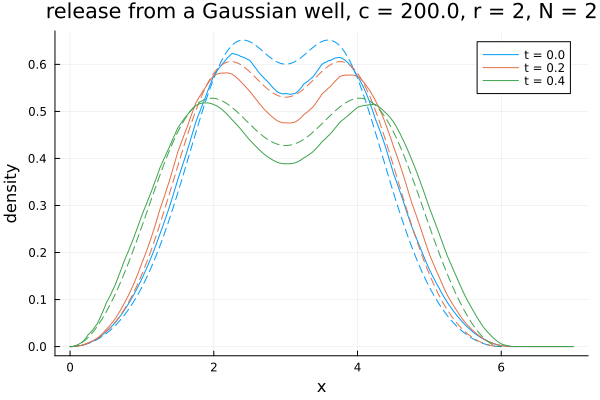 release from a Gaussian well, c = 200.0, r = 2, N = 2
t = 0.0
t = 0.2
t = 0.4
density
0.6
0.5
0.4
0.3
0.2
0.1
0.0
0 2 4 6
x